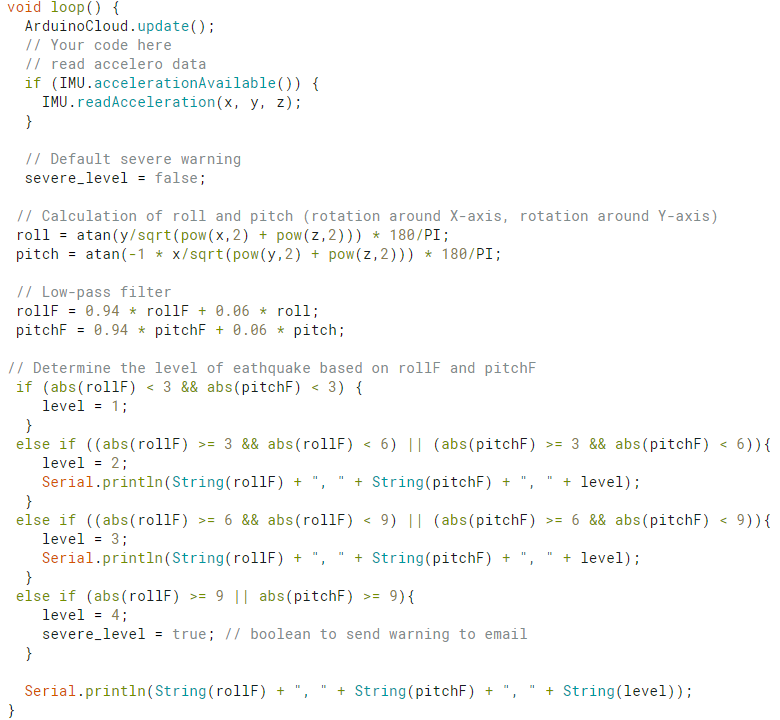 void loop() {
  ArduinoCloud.update();
  // Your code here
  // read accelero data
  if (IMU.accelerationAvailable()) {
    IMU.readAcceleration(x, y, z);
  }

  // Default severe warning
  severe_level = false;

 // Calculation of roll and pitch (rotation around X-axis, rotation around Y-axis)
 roll = atan(y/sqrt(pow(x,2) + pow(z,2))) * 180/PI;
 pitch = atan(-1 * x/sqrt(pow(y,2) + pow(z,2))) * 180/PI;

 // Low-pass filter
 rollF = 0.94 * rollF + 0.06 * roll;
 pitchF = 0.94 * pitchF + 0.06 * pitch;

// Determine the level of eathquake based on rollF and pitchF
 if (abs(rollF) < 3 && abs(pitchF) < 3) {
    level = 1;
  }
 else if ((abs(rollF) >= 3 && abs(rollF) < 6) || (abs(pitchF) >= 3 && abs(pitchF) < 6)){
    level = 2;
    Serial.println(String(rollF) + ", " + String(pitchF) + ", " + level);
  }
 else if ((abs(rollF) >= 6 && abs(rollF) < 9) || (abs(pitchF) >= 6 && abs(pitchF) < 9)){
    level = 3;
    Serial.println(String(rollF) + ", " + String(pitchF) + ", " + level);
  }
 else if (abs(rollF) >= 9 || abs(pitchF) >= 9){
    level = 4;
    severe_level = true; // boolean to send warning to email
  }

  Serial.println(String(rollF) + ", " + String(pitchF) + ", " + String(level));
}